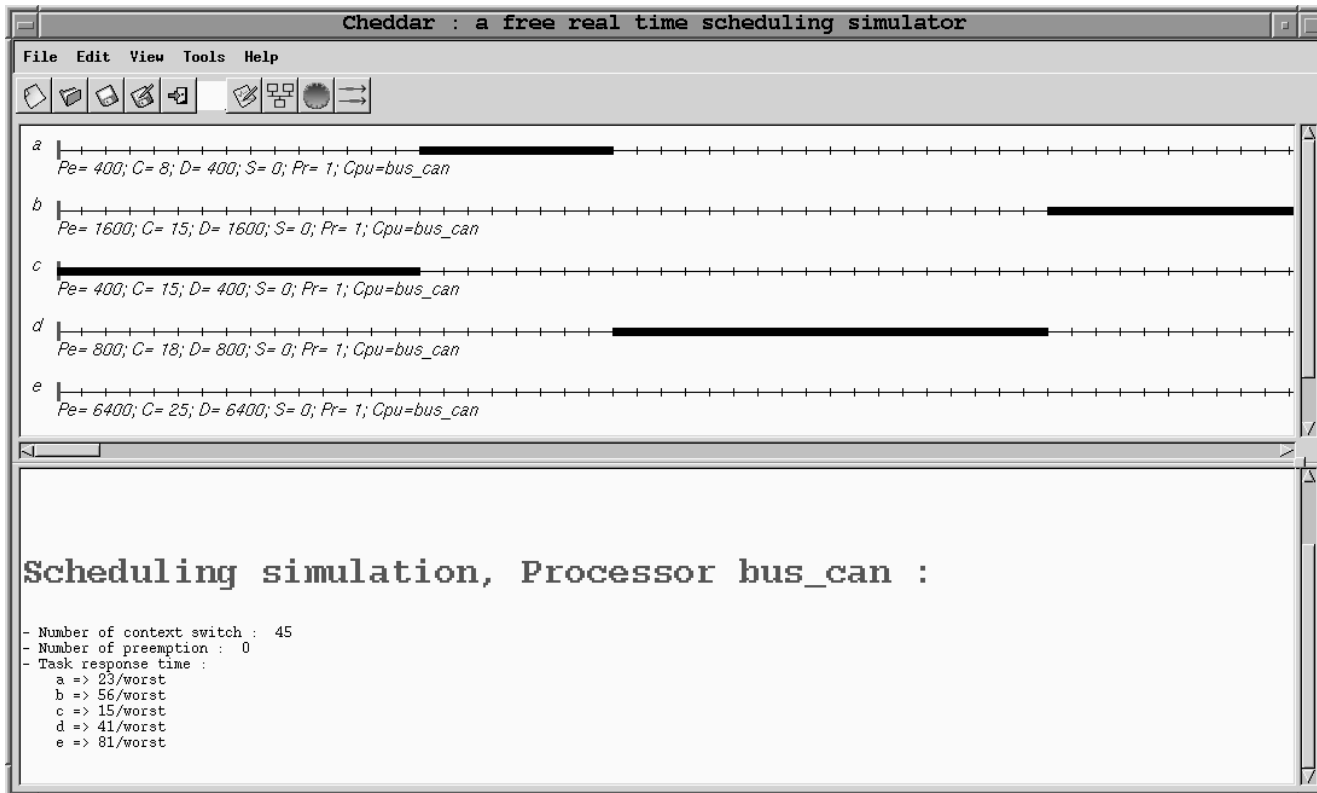 Cheddar : a free real time scheduling simulator
File Edit View Tools Help
a
Pe= 400; C= 8; D= 400; S= 0; Pr= 1; Cpu=bus_can
b
Pe= 1600; C= 15; D= 1600; S= 0; Pr= 1; Cpu=bus_can
c
Pe= 400; C= 15; D= 400; S= 0; Pr= 1; Cpu=bus_can
d
Pe= 800; C= 18; D= 800; S= 0; Pr= 1; Cpu=bus_can
e
Pe= 6400; C= 25; D= 6400; S= 0; Pr= 1; Cpu=bus_can
Scheduling simulation, Processor bus_can :
- Number of context switch : 45
- Number of preemption : 0
- Task response time :
a => 23/worst
b => 56/worst
c => 15/worst
d => 41/worst
e => 81/worst